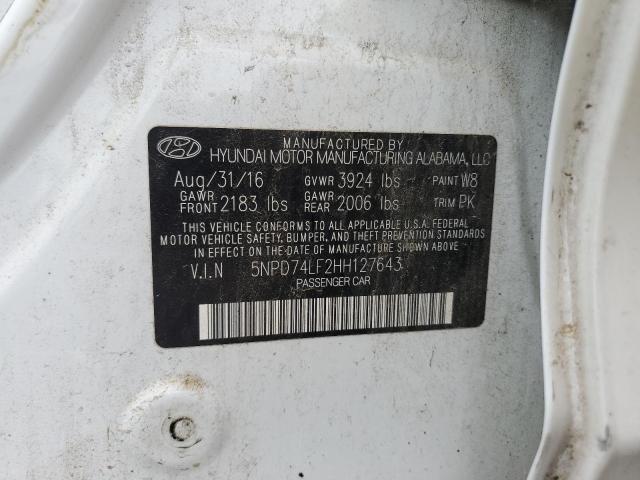 MANUFACTURED BY
HYUNDAI MOTOR MANUFACTURING ALABAMA, LLC
Aug/31/16 GVWR 3924 lbs PAINT W8
GAWR FRONT 2183 lbs GAWR REAR 2006 lbs TRIM PK
THIS VEHICLE CONFORMS TO ALL APPLICABLE U.S.A. FEDERAL
MOTOR VEHICLE SAFETY, BUMPER, AND THEFT PREVENTION STANDARDS
IN EFFECT ON THE DATE OF MANUFACTURE SHOWN ABOVE.
V.I.N 5NPD74LF2HH127643
PASSENGER CAR